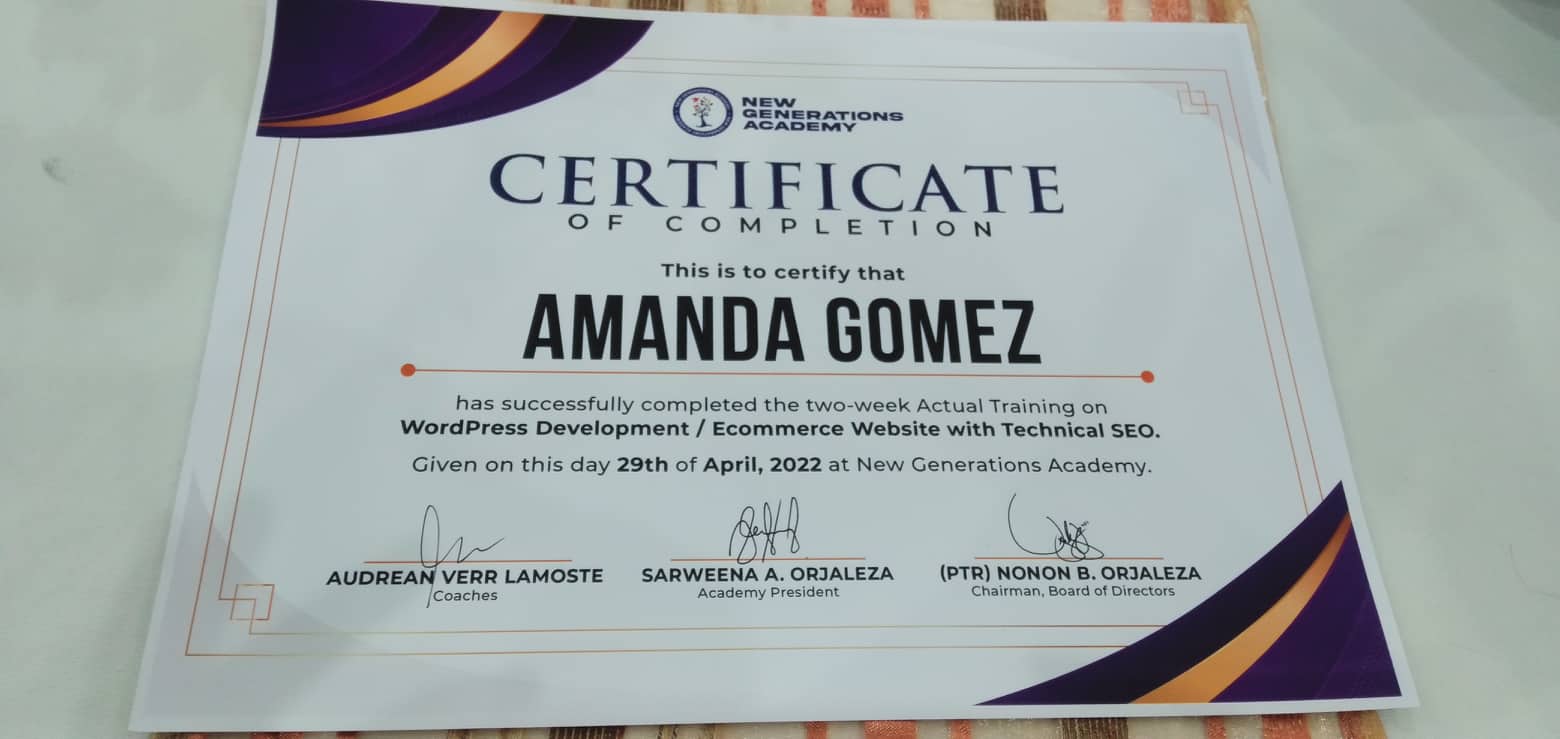 NEW
GENERATIONS
ACADEMY
CERTIFICATE
OF COMPLETION
This is to certify that
AMANDA GOMEZ
has successfully completed the two-week Actual Training on
WordPress Development / Ecommerce Website with Technical SEO.
Given on this day 29th of April, 2022 at New Generations Academy.
AUDREAN VERR LAMOSTE
Coaches
SARWEENA A. ORJALEZA
Academy President
(PTR) NONON B. ORJALEZA
Chairman, Board of Directors